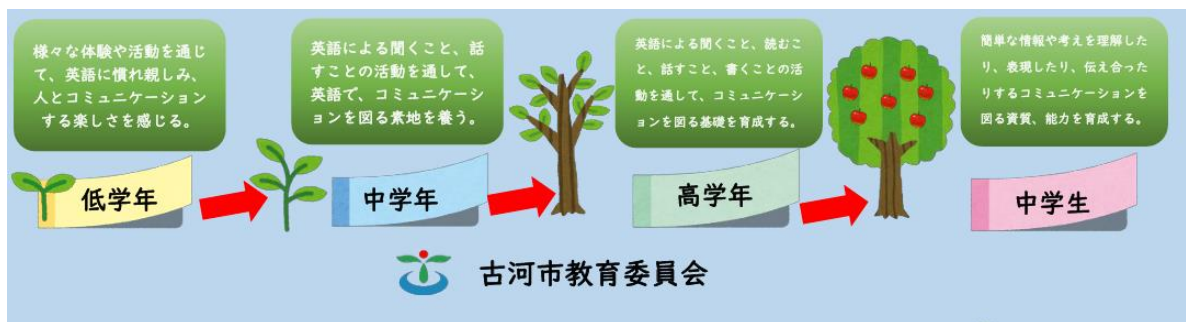 様々な体験や活動を通じ
て、英語に慣れ親しみ、
人とコミュニケーション
する楽しさを感じる。
低学年
英語による聞くこと、話
すことの活動を通して、
英語で、コミュニケーシ
ョンを図る素地を養う。
中学年
英語による聞くこと、読むこ
と、話すこと、書くことの活
動を通して、コミュニケーシ
ョンを図る基礎を育成する。
高学年
簡単な情報や考えを理解した
り、表現したり、伝え合った
りするコミュニケーションを
図る資質、能力を育成する。
中学生
古河市教育委員会